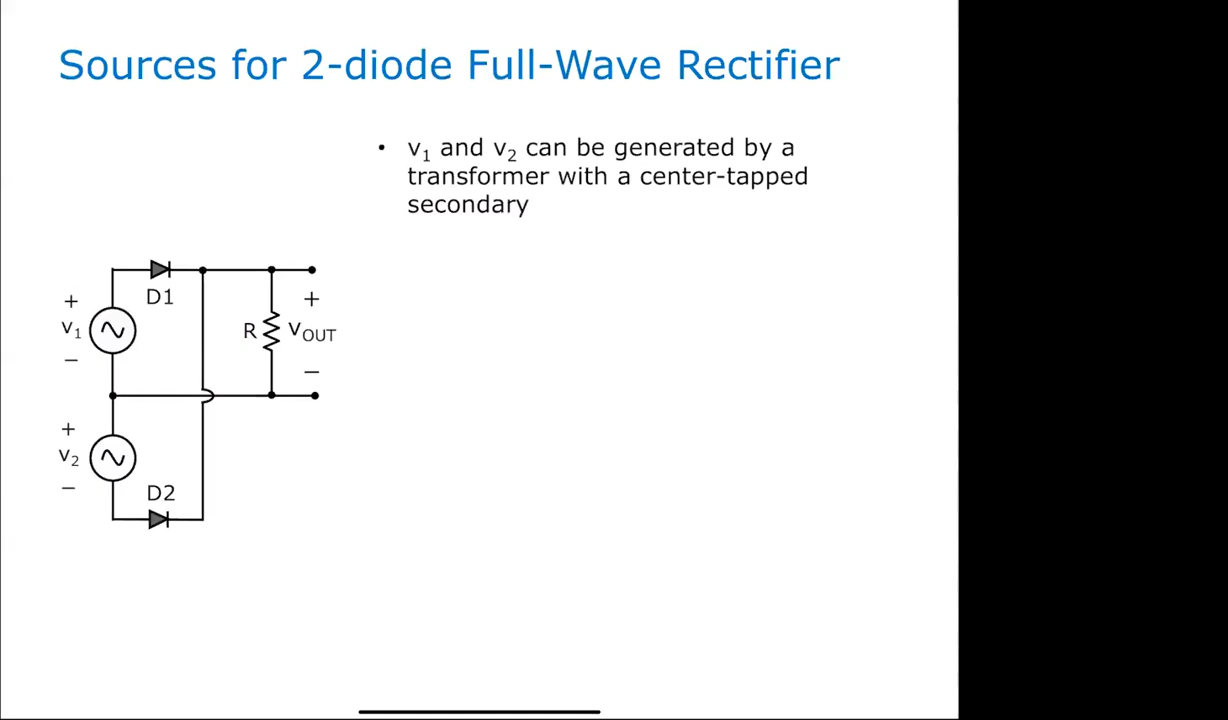 Sources for 2-diode Full-Wave Rectifier
• v₁ and v₂ can be generated by a
transformer with a center-tapped
secondary
D1
+
v₁
–
R
+
vOUT
–
+
v₂
–
D2